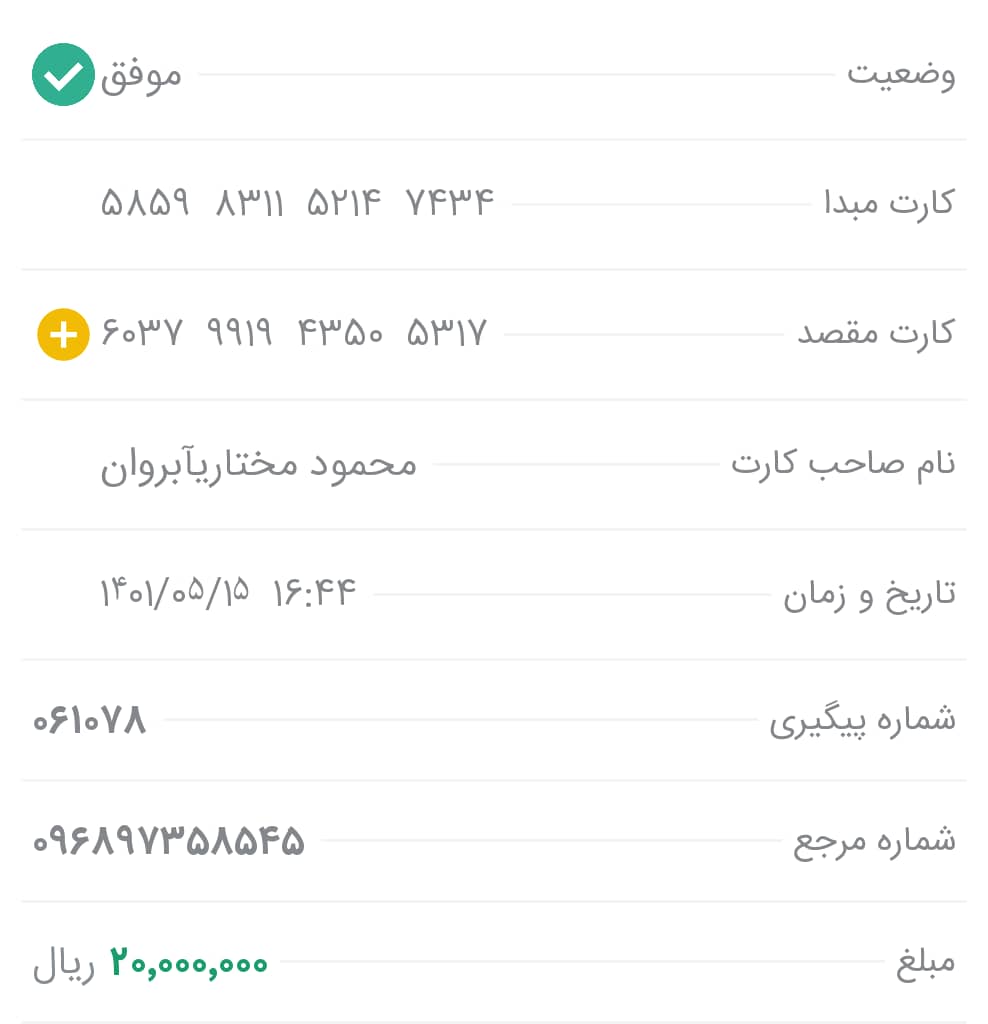 وضعیت موفق
کارت مبدا ۵۸۵۹ ۸۳۱۱ ۵۲۱۴ ۷۴۳۴
کارت مقصد ۶۰۳۷ ۹۹۱۹ ۴۳۵۰ ۵۳۱۷
نام صاحب کارت محمود مختاریآبروان
تاریخ و زمان ۱۴۰۱/۰۵/۱۵ ۱۶:۴۴
شماره پیگیری ۰۶۱۰۷۸
شماره مرجع ۰۹۶۸۹۷۳۵۸۵۴۵
مبلغ ۲۰,۰۰۰,۰۰۰ ریال